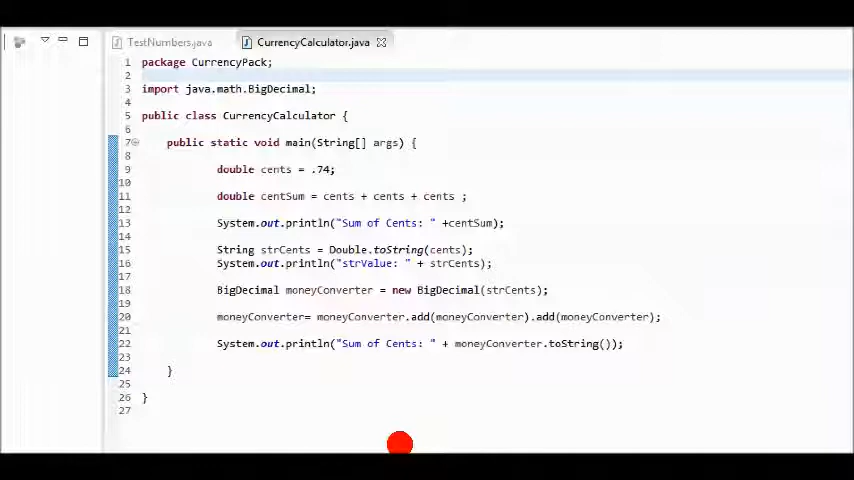 TestNumbers.java CurrencyCalculator.java
1 package CurrencyPack;
2
3 import java.math.BigDecimal;
4
5 public class CurrencyCalculator {
6
7 public static void main(String[] args) {
8
9 double cents = .74;
10
11 double centSum = cents + cents + cents ;
12
13 System.out.println("Sum of Cents: " +centSum);
14
15 String strCents = Double.toString(cents);
16 System.out.println("strValue: " + strCents);
17
18 BigDecimal moneyConverter = new BigDecimal(strCents);
19
20 moneyConverter= moneyConverter.add(moneyConverter).add(moneyConverter);
21
22 System.out.println("Sum of Cents: " + moneyConverter.toString());
23
24 }
25
26 }
27